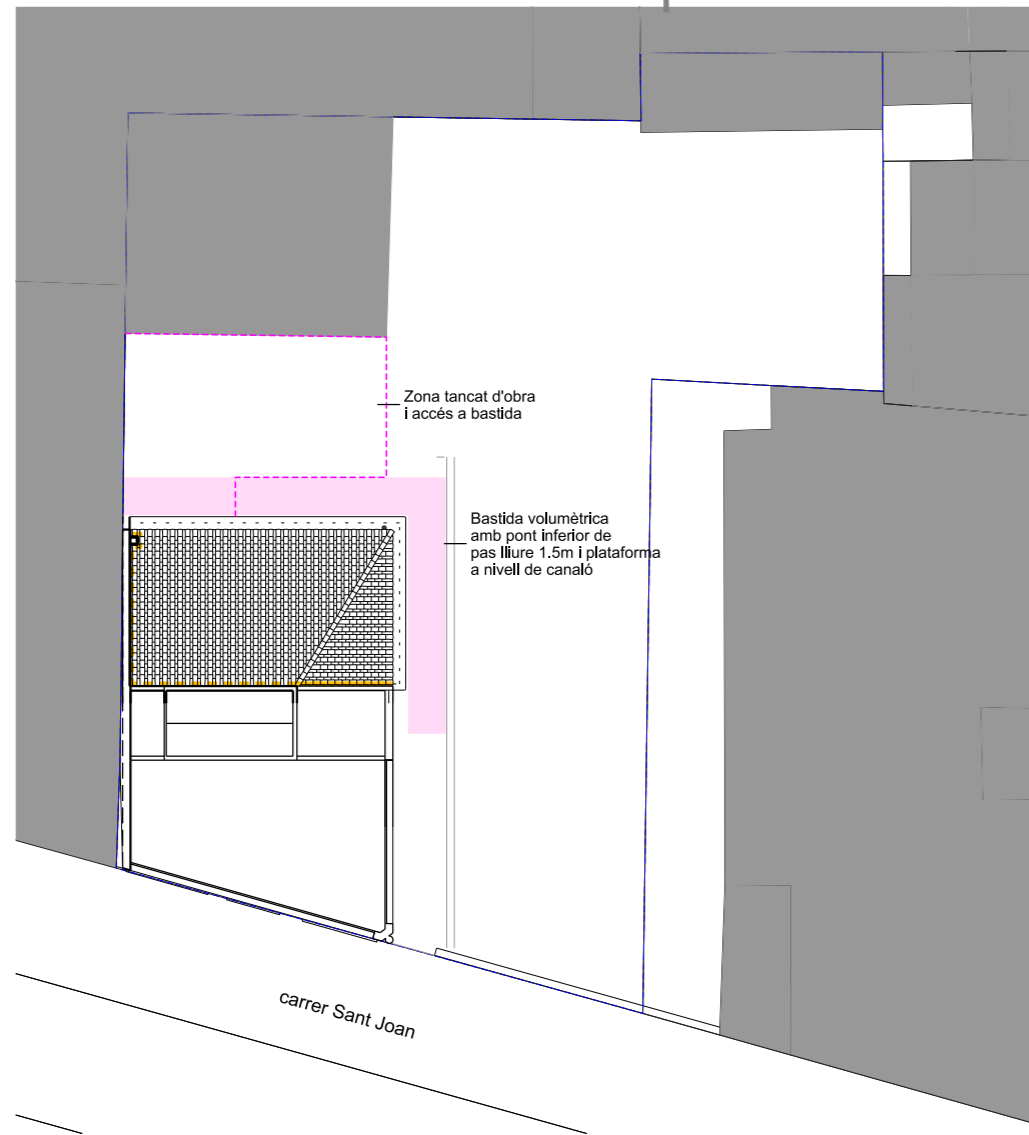 Zona tancat d'obra
i accés a bastida
Bastida volumètrica
amb pont inferior de
pas lliure 1.5m i plataforma
a nivell de canaló
carrer Sant Joan